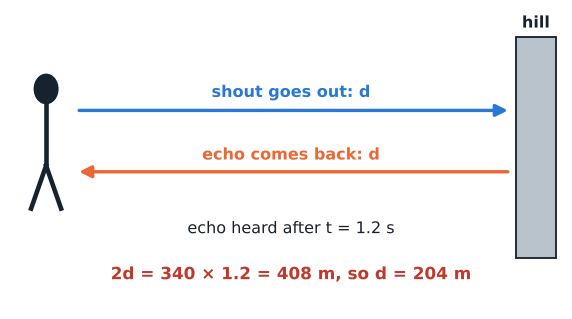 hill
shout goes out: d
echo comes back: d
echo heard after t = 1.2 s
2d = 340 × 1.2 = 408 m, so d = 204 m